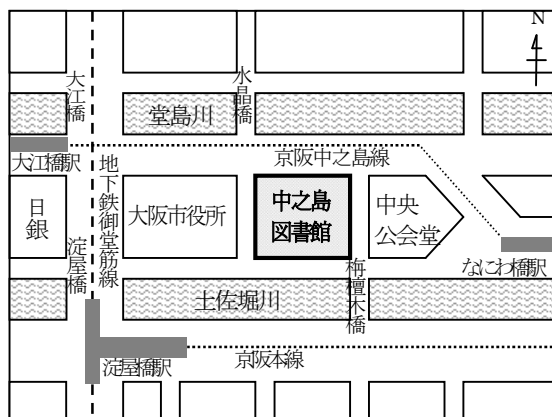 N
大江橋
水晶橋
堂島川
大江橋駅
京阪中之島線
地下鉄御堂筋線
日銀
大阪市役所
中之島
図書館
中央
公会堂
淀屋橋
栴檀木橋
なにわ橋駅
土佐堀川
淀屋橋駅
京阪本線